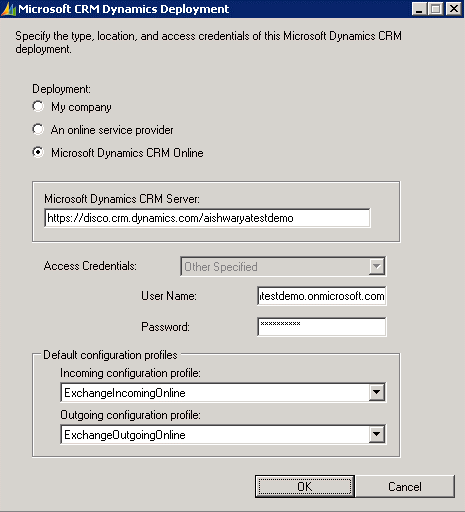 Microsoft CRM Dynamics Deployment
Specify the type, location, and access credentials of this Microsoft Dynamics CRM
deployment.
Deployment:
My company
An online service provider
Microsoft Dynamics CRM Online
Microsoft Dynamics CRM Server:
https://disco.crm.dynamics.com/aishwaryatestdemo
Access Credentials:
Other Specified
User Name:
testdemo.onmicrosoft.com
Password:
××××××××××
Default configuration profiles
Incoming configuration profile:
ExchangeIncomingOnline
Outgoing configuration profile:
ExchangeOutgoingOnline
OK
Cancel